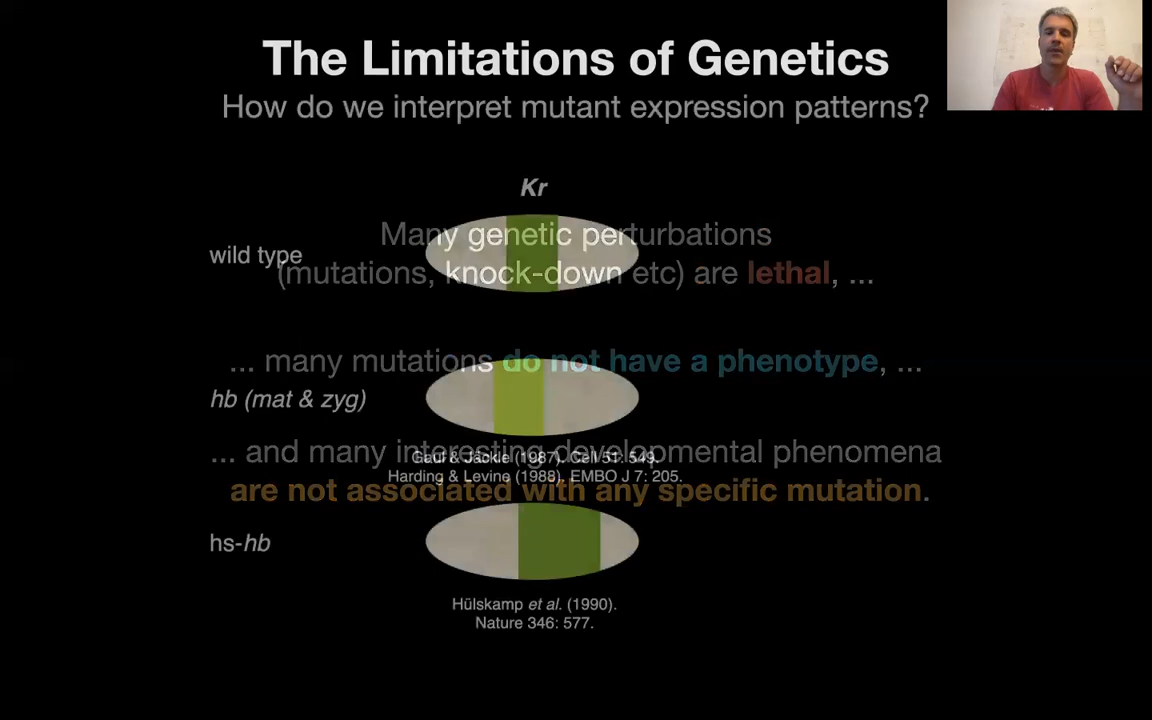 The Limitations of Genetics
How do we interpret mutant expression patterns?
Kr
Many genetic perturbations
wild type
(mutations, knock-down etc) are lethal, ...
... many mutations do not have a phenotype, ...
hb (mat & zyg)
... and many interesting developmental phenomena
Gaul & Jäckle (1987). Cell 51: 549.
Harding & Levine (1988). EMBO J 7: 205.
are not associated with any specific mutation.
hs-hb
Hülskamp et al. (1990).
Nature 346: 577.